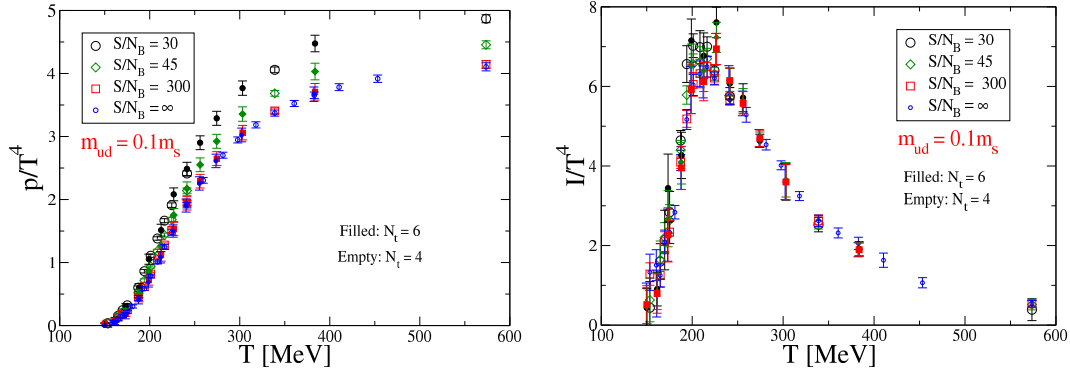 5
4
3
2
1
0
p/T⁴
100
200
300
400
500
600
T [MeV]
S/N_B = 30
S/N_B = 45
S/N_B = 300
S/N_B = ∞
m_ud = 0.1m_s
Filled: N_t = 6
Empty: N_t = 4
8
6
4
2
0
I/T⁴
100
200
300
400
500
600
T [MeV]
S/N_B = 30
S/N_B = 45
S/N_B = 300
S/N_B = ∞
m_ud = 0.1m_s
Filled: N_t = 6
Empty: N_t = 4